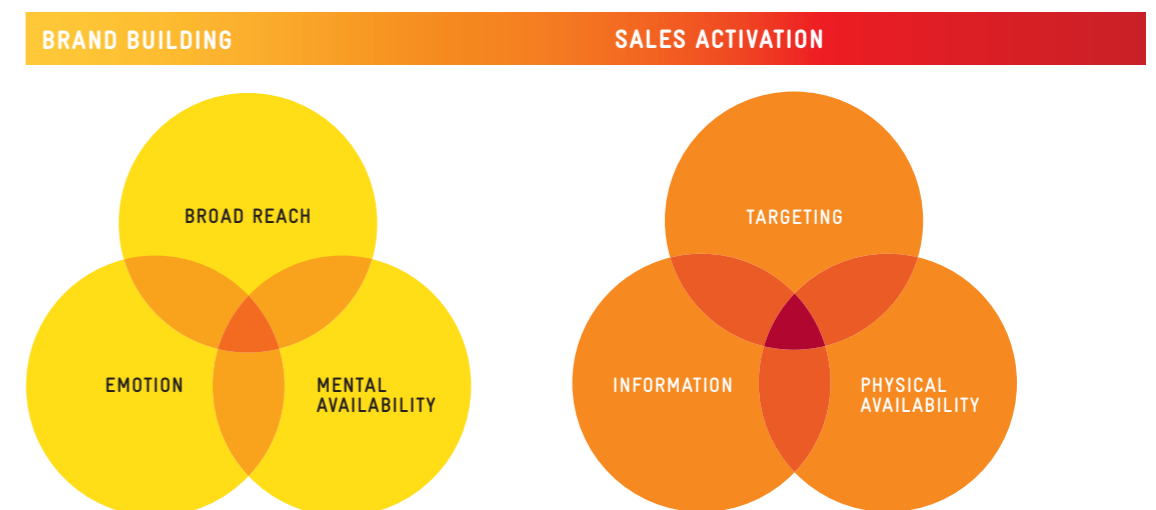 BRAND BUILDING
SALES ACTIVATION
BROAD REACH
EMOTION
MENTAL
AVAILABILITY
TARGETING
INFORMATION
PHYSICAL
AVAILABILITY